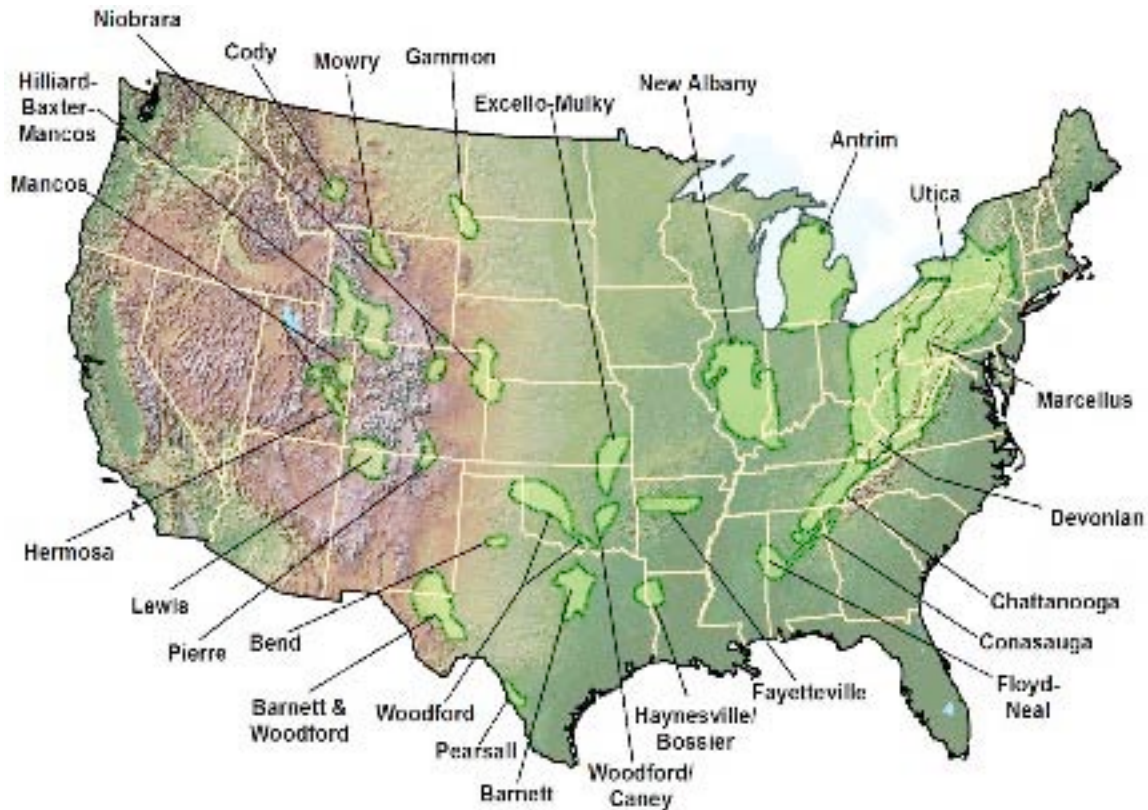 Niobrara
Cody
Mowry
Gammon
Hilliard-
Baxter-
Mancos
Excello-Mulky
New Albany
Antrim
Mancos
Utica
Marcellus
Devonian
Hermosa
Lewis
Chattanooga
Pierre
Bend
Conasauga
Fayetteville
Floyd-
Neal
Barnett &
Woodford
Woodford
Haynesville/
Bossier
Pearsall
Woodford/
Caney
Barnett